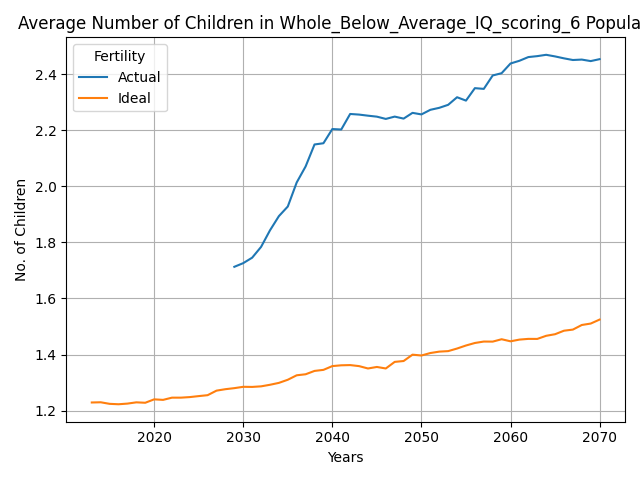 Average Number of Children in Whole_Below_Average_IQ_scoring_6 Popula
Fertility
Actual
Ideal
No. of Children
2.4
2.2
2.0
1.8
1.6
1.4
1.2
2020 2030 2040 2050 2060 2070
Years